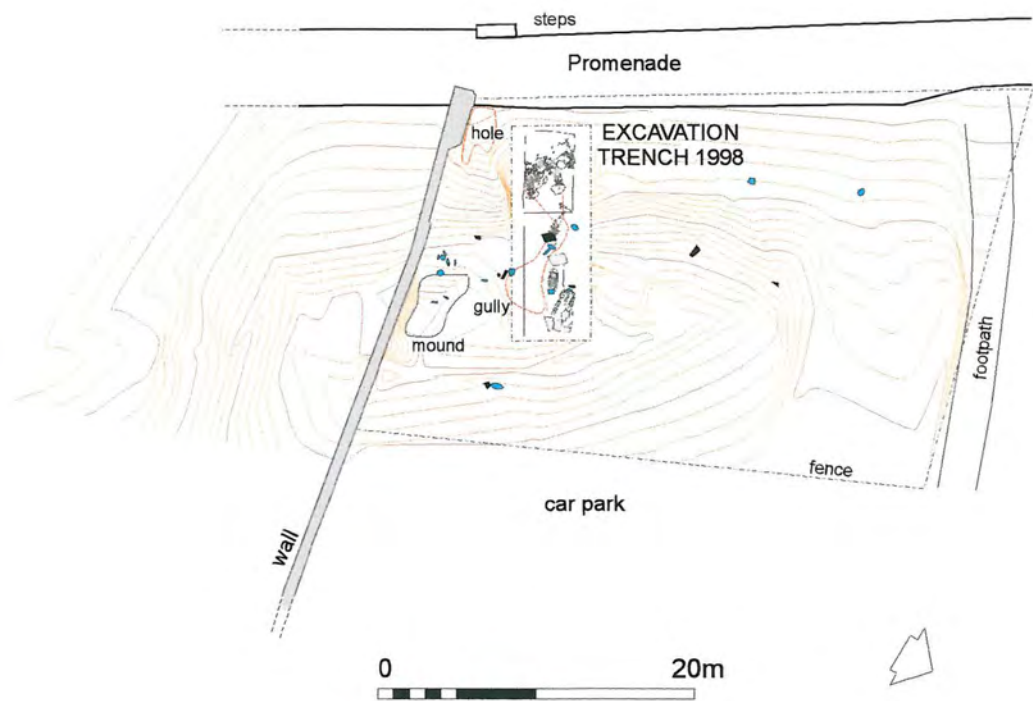 steps
Promenade
hole
EXCAVATION
TRENCH 1998
gully
mound
footpath
fence
car park
wall
0 20m